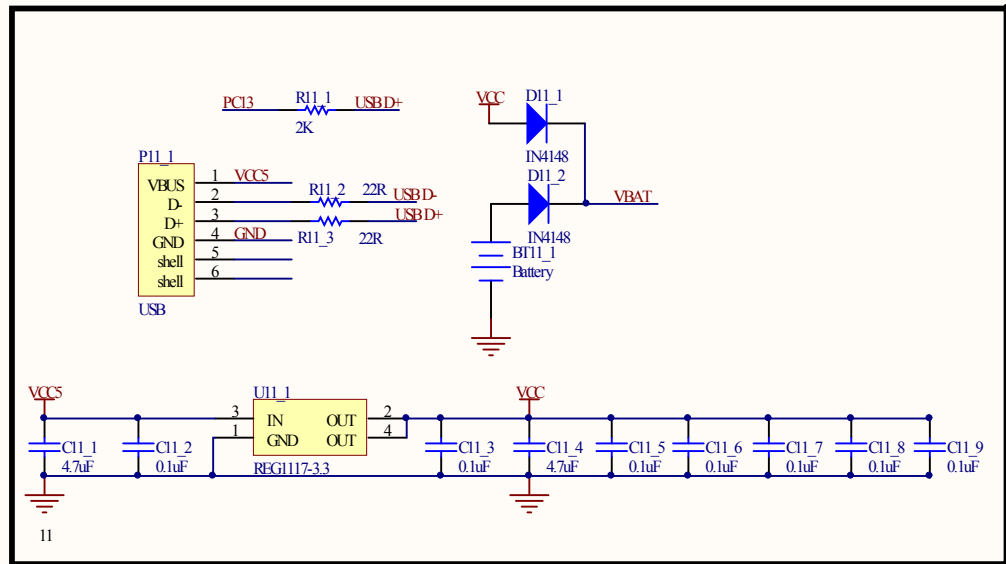 PC13 R11_1 USB D+
2K
VCC D11_1
IN4148
P11_1
VBUS 1 VCC5
D- 2 R11_2 22R USB D-
D+ 3 USB D+
GND 4 GND R11_3 22R
shell 5
shell 6
USB
D11_2
VBAT
IN4148
BT11_1
Battery
VCC5 U11_1 VCC
3 IN OUT 2
1 GND OUT 4
REG1117-3.3
C11_1 C11_2 C11_3 C11_4 C11_5 C11_6 C11_7 C11_8 C11_9
4.7uF 0.1uF 0.1uF 4.7uF 0.1uF 0.1uF 0.1uF 0.1uF 0.1uF
11